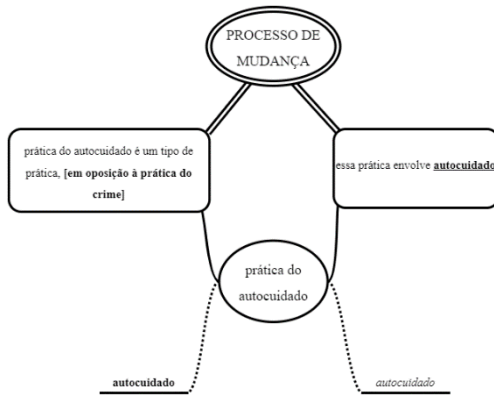 PROCESSO DE
MUDANÇA
prática do autocuidado é um tipo de
prática, [em oposição à prática do
crime]
essa prática envolve autocuidado
prática do
autocuidado
autocuidado
autocuidado